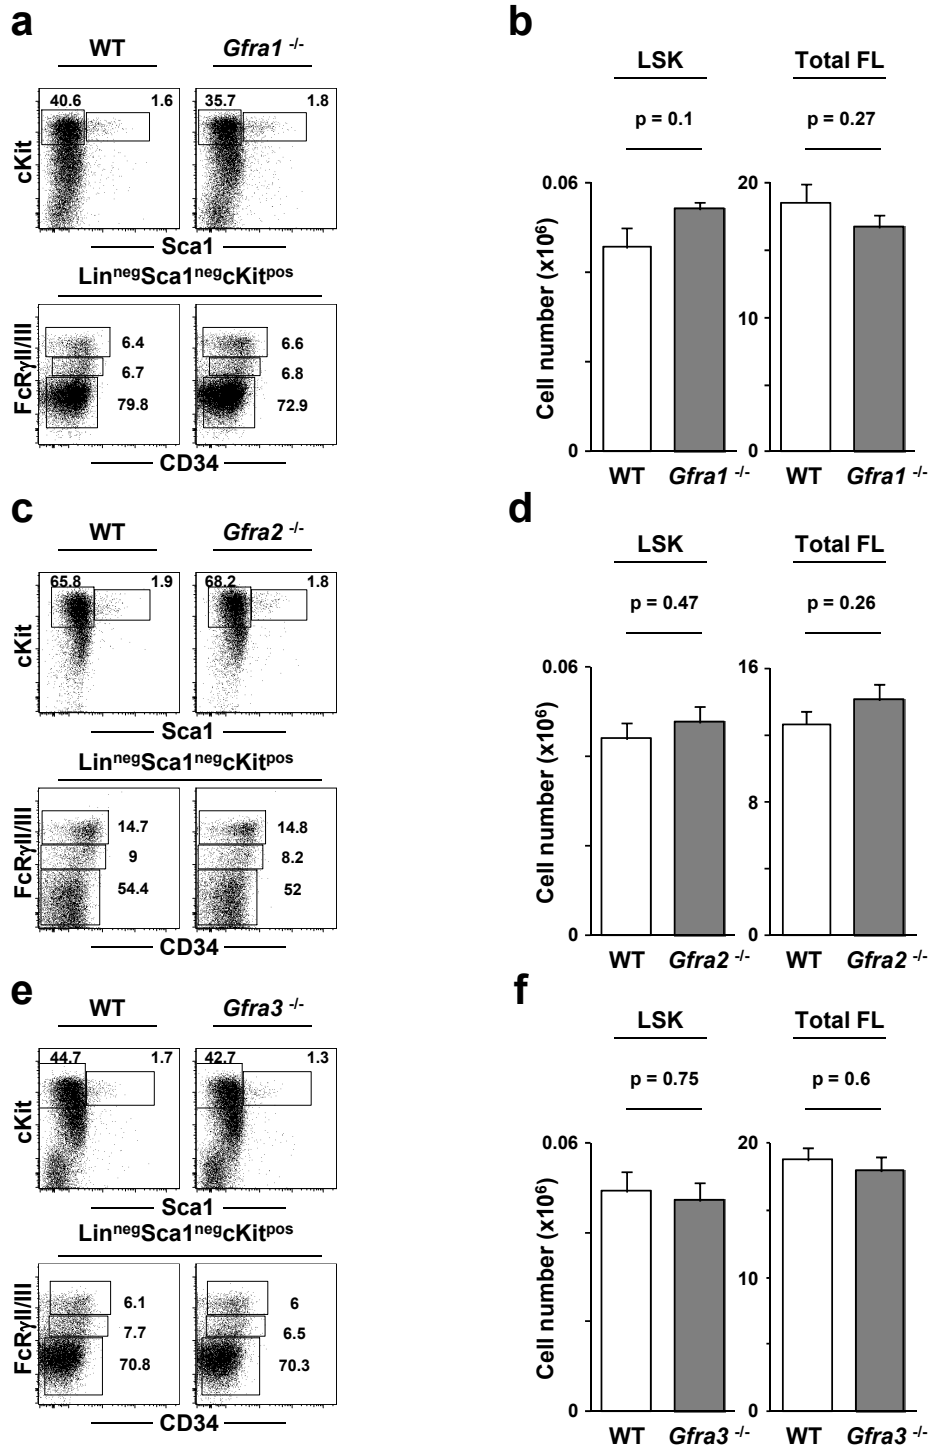 a
WT Gfra1 -/-
40.6 1.6 35.7 1.8
cKit
Sca1
LinnegSca1negcKitpos
6.4 6.6
6.7 6.8
79.8 72.9
FcRγII/III
CD34
b
LSK Total FL
p = 0.1 p = 0.27
0.06 20
10
0 0
Cell number (x10⁶)
WT Gfra1 -/- WT Gfra1 -/-
c
WT Gfra2 -/-
65.8 1.9 68.2 1.8
cKit
Sca1
LinnegSca1negcKitpos
14.7 14.8
9 8.2
54.4 52
FcRγII/III
CD34
d
LSK Total FL
p = 0.47 p = 0.26
0.06 16
8
0 0
Cell number (x10⁶)
WT Gfra2 -/- WT Gfra2 -/-
e
WT Gfra3 -/-
44.7 1.7 42.7 1.3
cKit
Sca1
LinnegSca1negcKitpos
6.1 6
7.7 6.5
70.8 70.3
FcRγII/III
CD34
f
LSK Total FL
p = 0.75 p = 0.6
0.06 20
10
0 0
Cell number (x10⁶)
WT Gfra3 -/- WT Gfra3 -/-